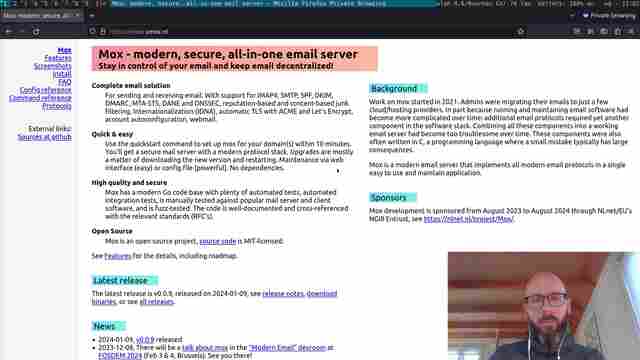 Mox - modern, secure, all-in-one email server — Mozilla Firefox Private Browsing
Mox - modern, secure, all-
Private browsing
Mox
Features
Screenshots
Install
FAQ
Config reference
Command reference
Protocols
External links:
Sources at github
Mox - modern, secure, all-in-one email server
Stay in control of your email and keep email decentralized!
Complete email solution
For sending and receiving email. With support for IMAP4, SMTP, SPF, DKIM,
DMARC, MTA-STS, DANE and DNSSEC, reputation-based and content-based junk
filtering, Internationalization (IDNA), automatic TLS with ACME and Let's Encrypt,
account autoconfiguration, webmail.
Quick & easy
Use the quickstart command to set up mox for your domain(s) within 10 minutes.
You'll get a secure mail server with a modern protocol stack. Upgrades are mostly
a matter of downloading the new version and restarting. Maintenance via web
interface (easy) or config file (powerful). No dependencies.
High quality and secure
Mox has a modern Go code base with plenty of automated tests, automated
integration tests, is manually tested against popular mail server and client
software, and is fuzz-tested. The code is well-documented and cross-referenced
with the relevant standards (RFC's).
Open Source
Mox is an open source project, source code is MIT-licensed.
See Features for the details, including roadmap.
Latest release
The latest release is v0.0.9, released on 2024-01-09, see release notes, download
binaries, or see all releases.
News
• 2024-01-09, v0.0.9 released
• 2023-12-08, There will be a talk about mox in the "Modern Email" devroom at
FOSDEM 2024 (Feb 3 & 4, Brussels). See you there!
Background
Work on mox started in 2021. Admins were migrating their emails to just a few
cloud/hosting providers. In part because running and maintaining email software had
become more complicated over time: additional email protocols required yet another
component in the software stack. Combining all these components into a working
email server had become too troublesome over time. These components were also
often written in C, a programming language where a small mistake typically has large
consequences.
Mox is a modern email server that implements all modern email protocols in a single
easy to use and maintain application.
Sponsors
Mox development is sponsored from August 2023 to August 2024 through NLnet/EU's
NGI0 Entrust, see https://nlnet.nl/project/Mox/.